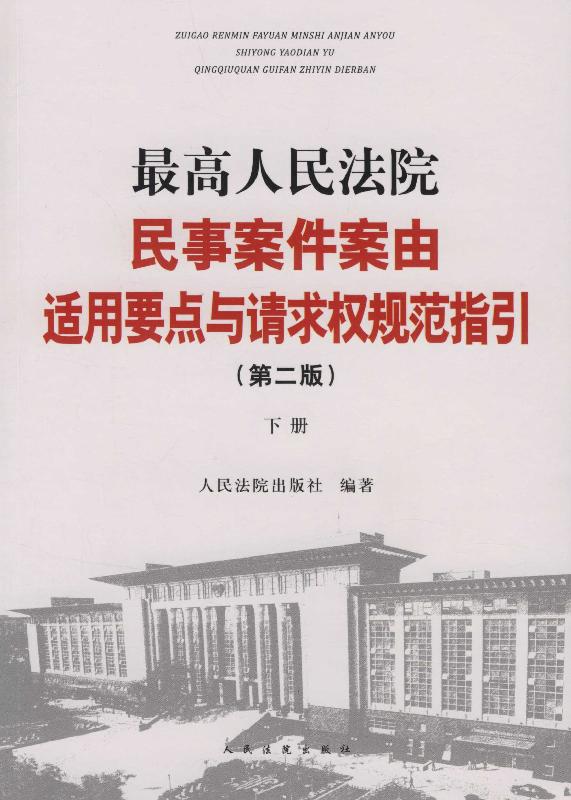 ZUIGAO RENMIN FAYUAN MINSHI ANJIAN ANYOU
SHIYONG YAODIAN YU
QINGQIUQUAN GUIFAN ZHIYIN DIERBAN
最高人民法院
民事案件案由
适用要点与请求权规范指引
(第二版)
下册
人民法院出版社 编著
人民法院出版社